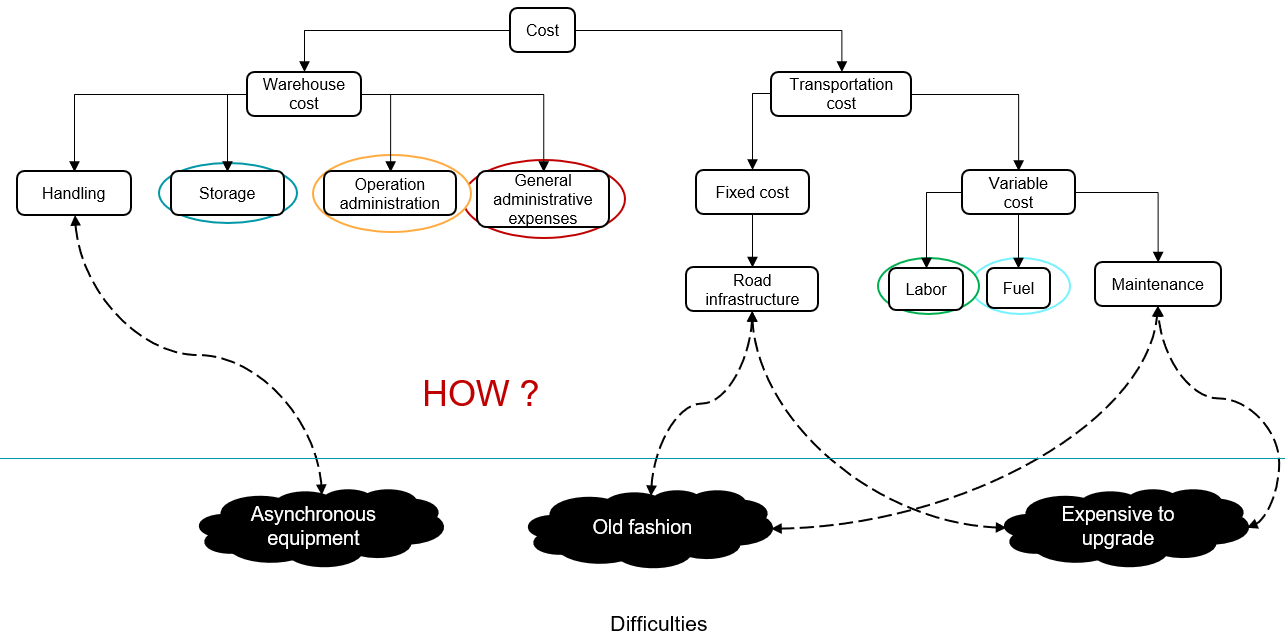 Cost
Warehouse
cost
Transportation
cost
Handling
Storage
Operation
administration
General
administrative
expenses
Fixed cost
Variable
cost
Road
infrastructure
Labor
Fuel
Maintenance
HOW ?
Asynchronous
equipment
Old fashion
Expensive to
upgrade
Difficulties